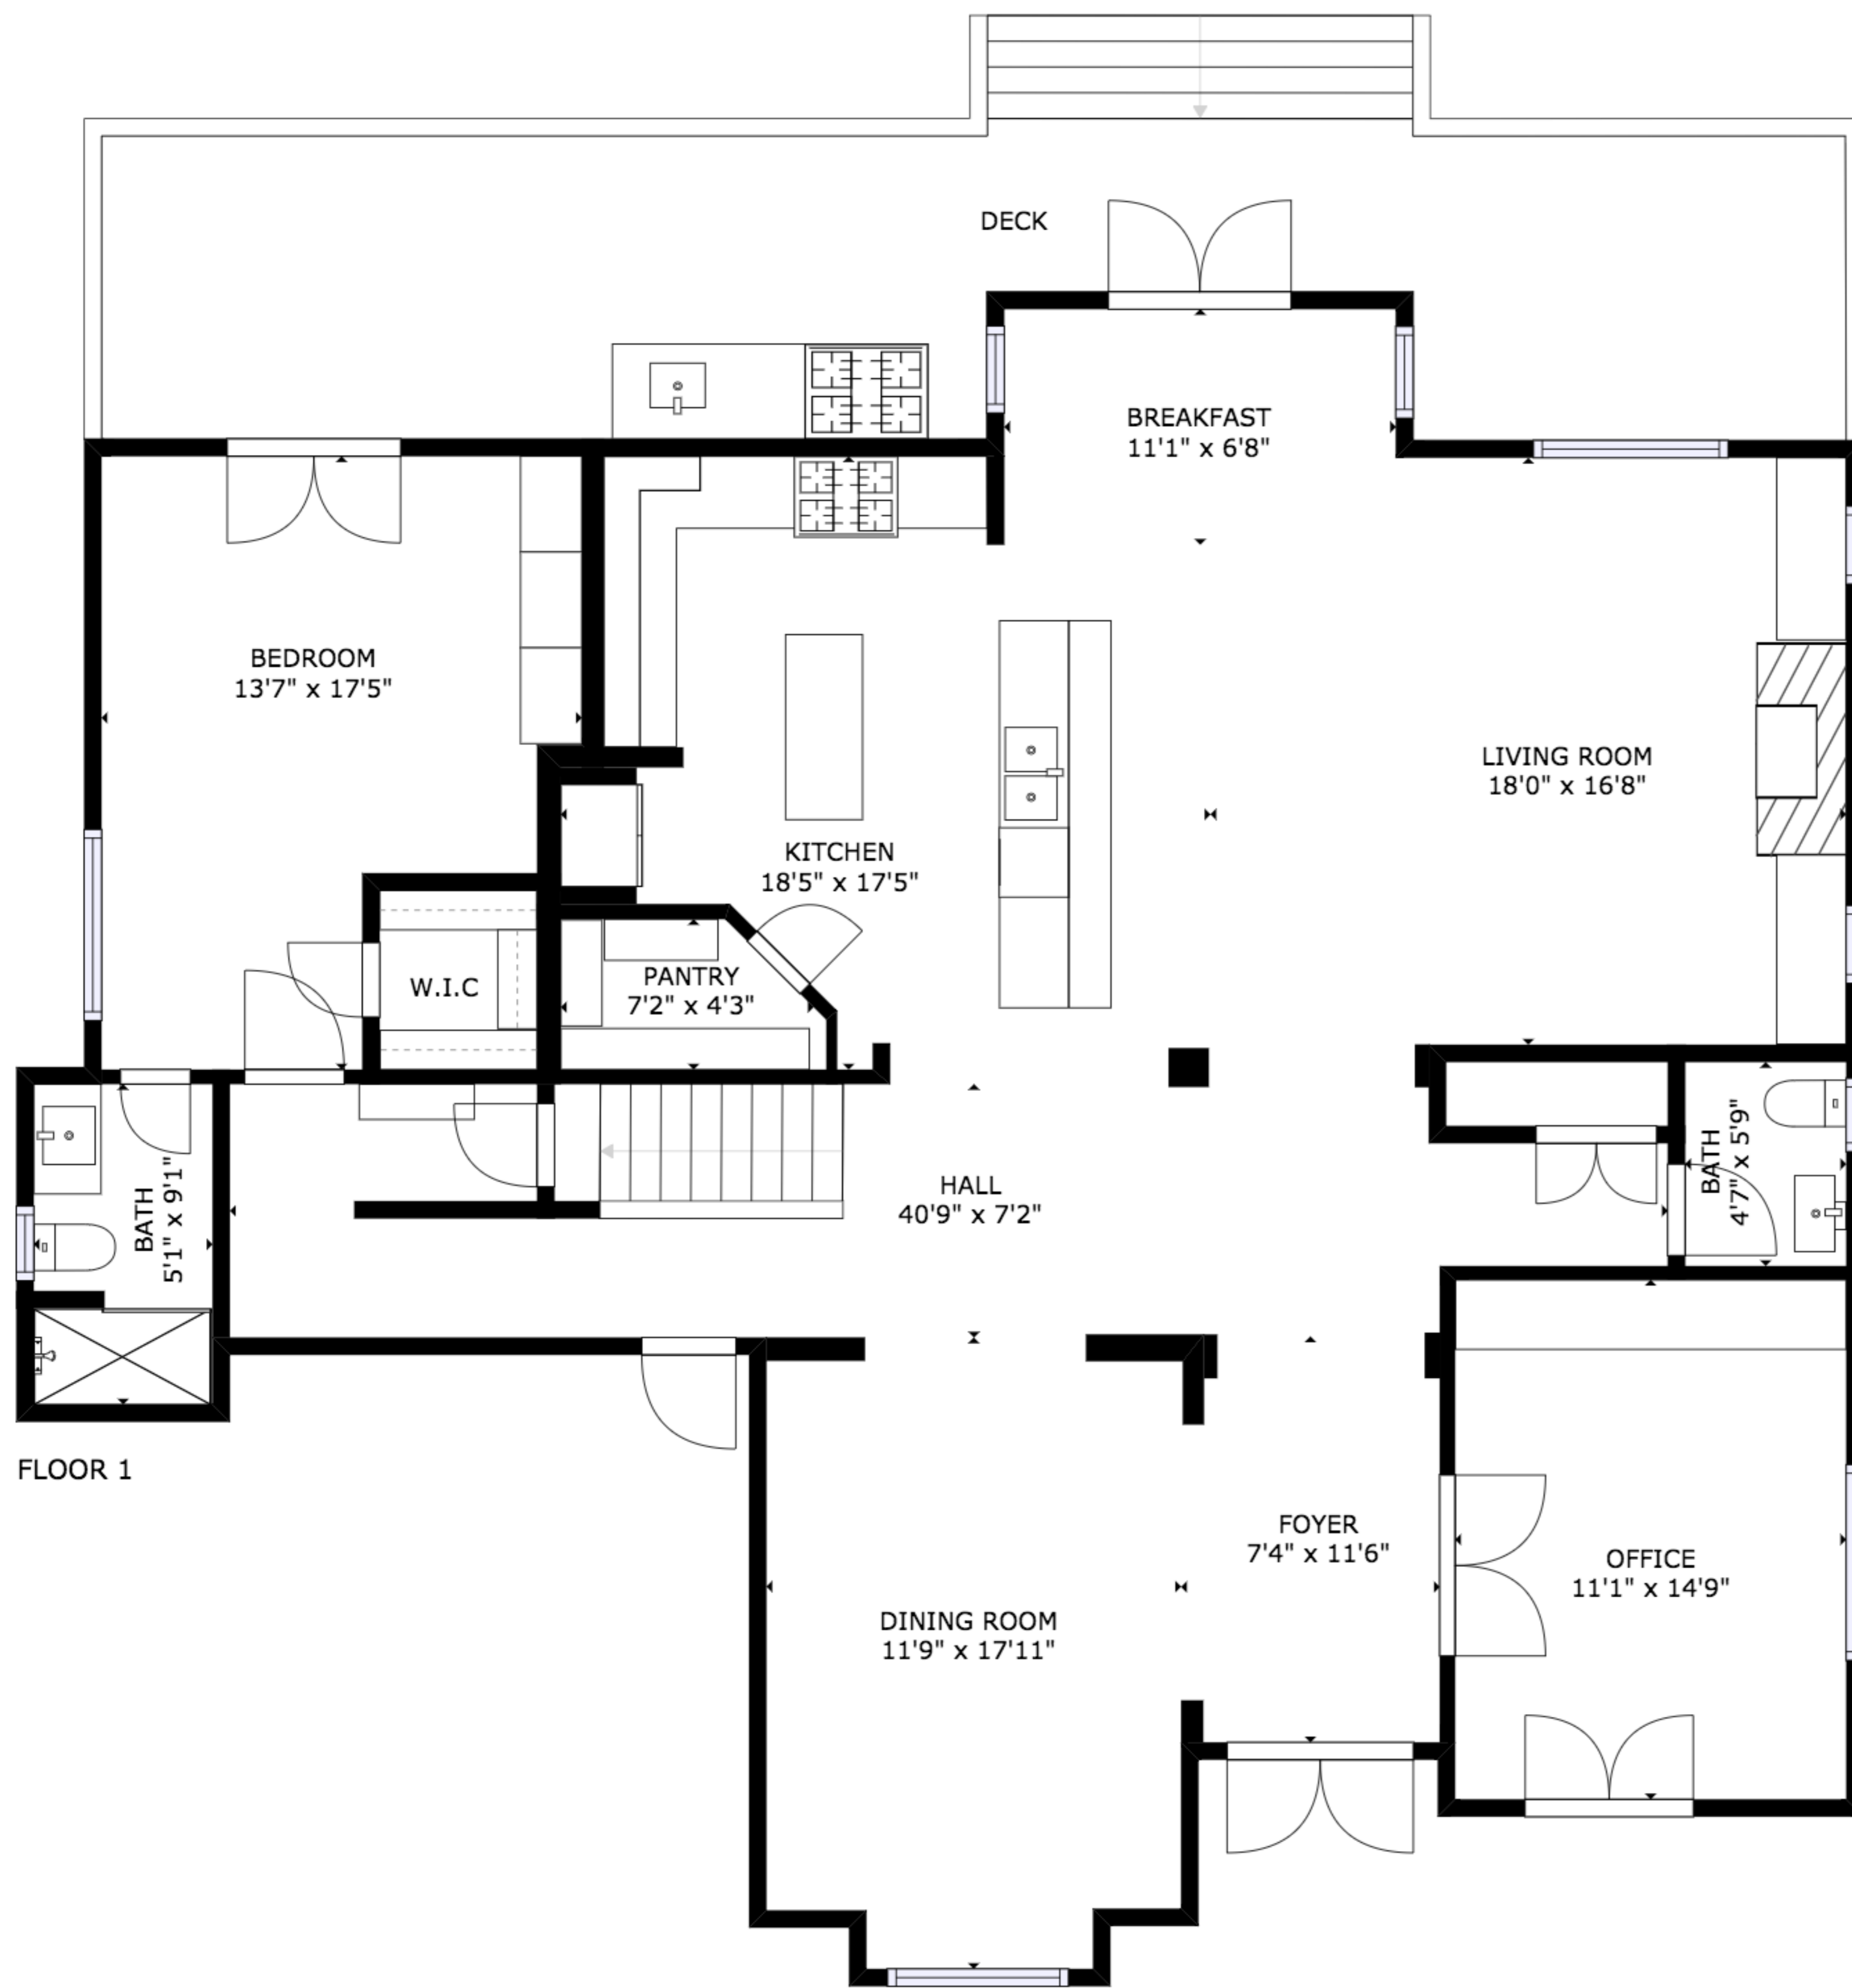 DECK
BREAKFAST
11'1" x 6'8"
BEDROOM
13'7" x 17'5"
LIVING ROOM
18'0" x 16'8"
KITCHEN
18'5" x 17'5"
W.I.C
PANTRY
7'2" x 4'3"
BATH
5'1" x 9'1"
HALL
40'9" x 7'2"
BATH
4'7" x 5'9"
FLOOR 1
FOYER
7'4" x 11'6"
OFFICE
11'1" x 14'9"
DINING ROOM
11'9" x 17'11"